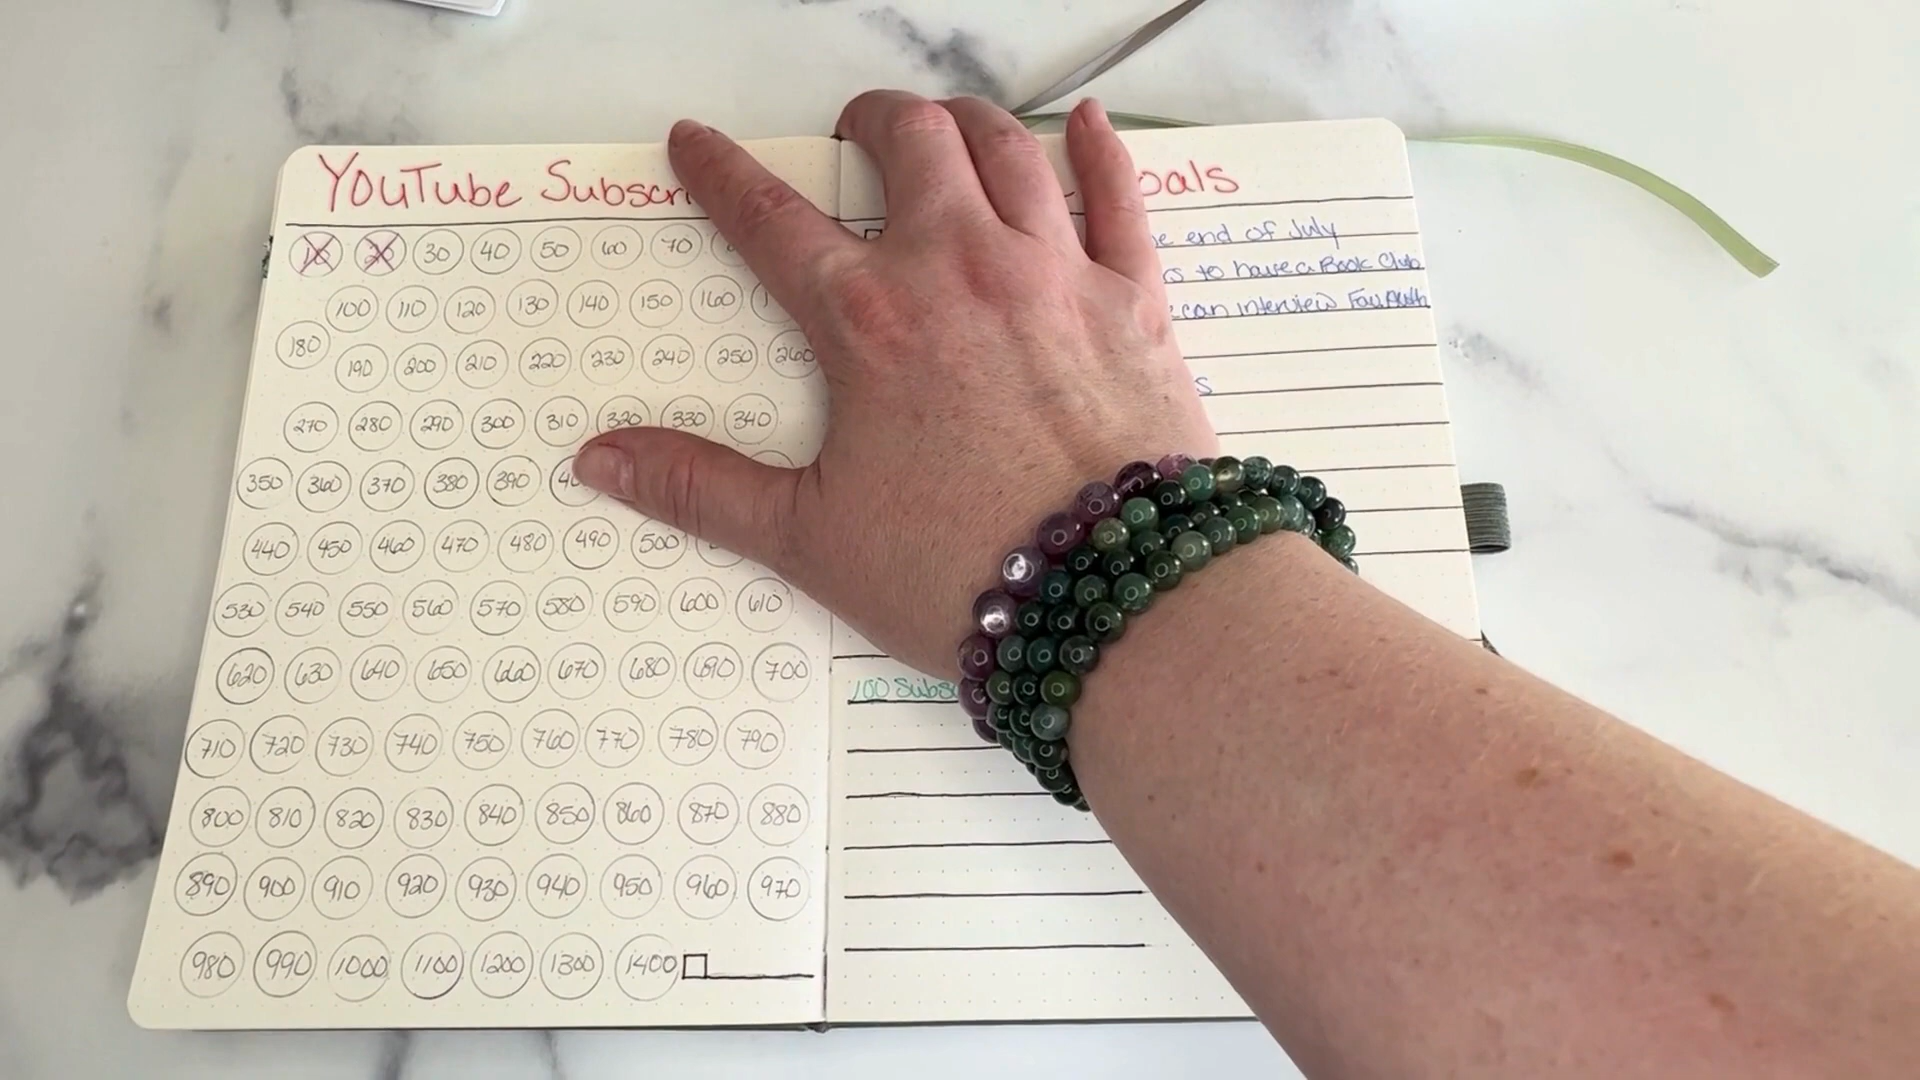 YouTube Subscri
oals
10 20 30 40 50 60 70
100 110 120 130 140 150 160
180
190 200 210 220 230 240 250 260
270 280 290 300 310 320 330 340
350 360 370 380 390
440 450 460 470 480 490 500
530 540 550 560 570 580 590 600 610
620 630 640 650 660 670 680 690 700
710 720 730 740 750 760 770 780 790
800 810 820 830 840 850 860 870 880
890 900 910 920 930 940 950 960 970
980 990 1000 1100 1200 1300 1400
end of July
to have a Book Club
can interview
100 Subsc